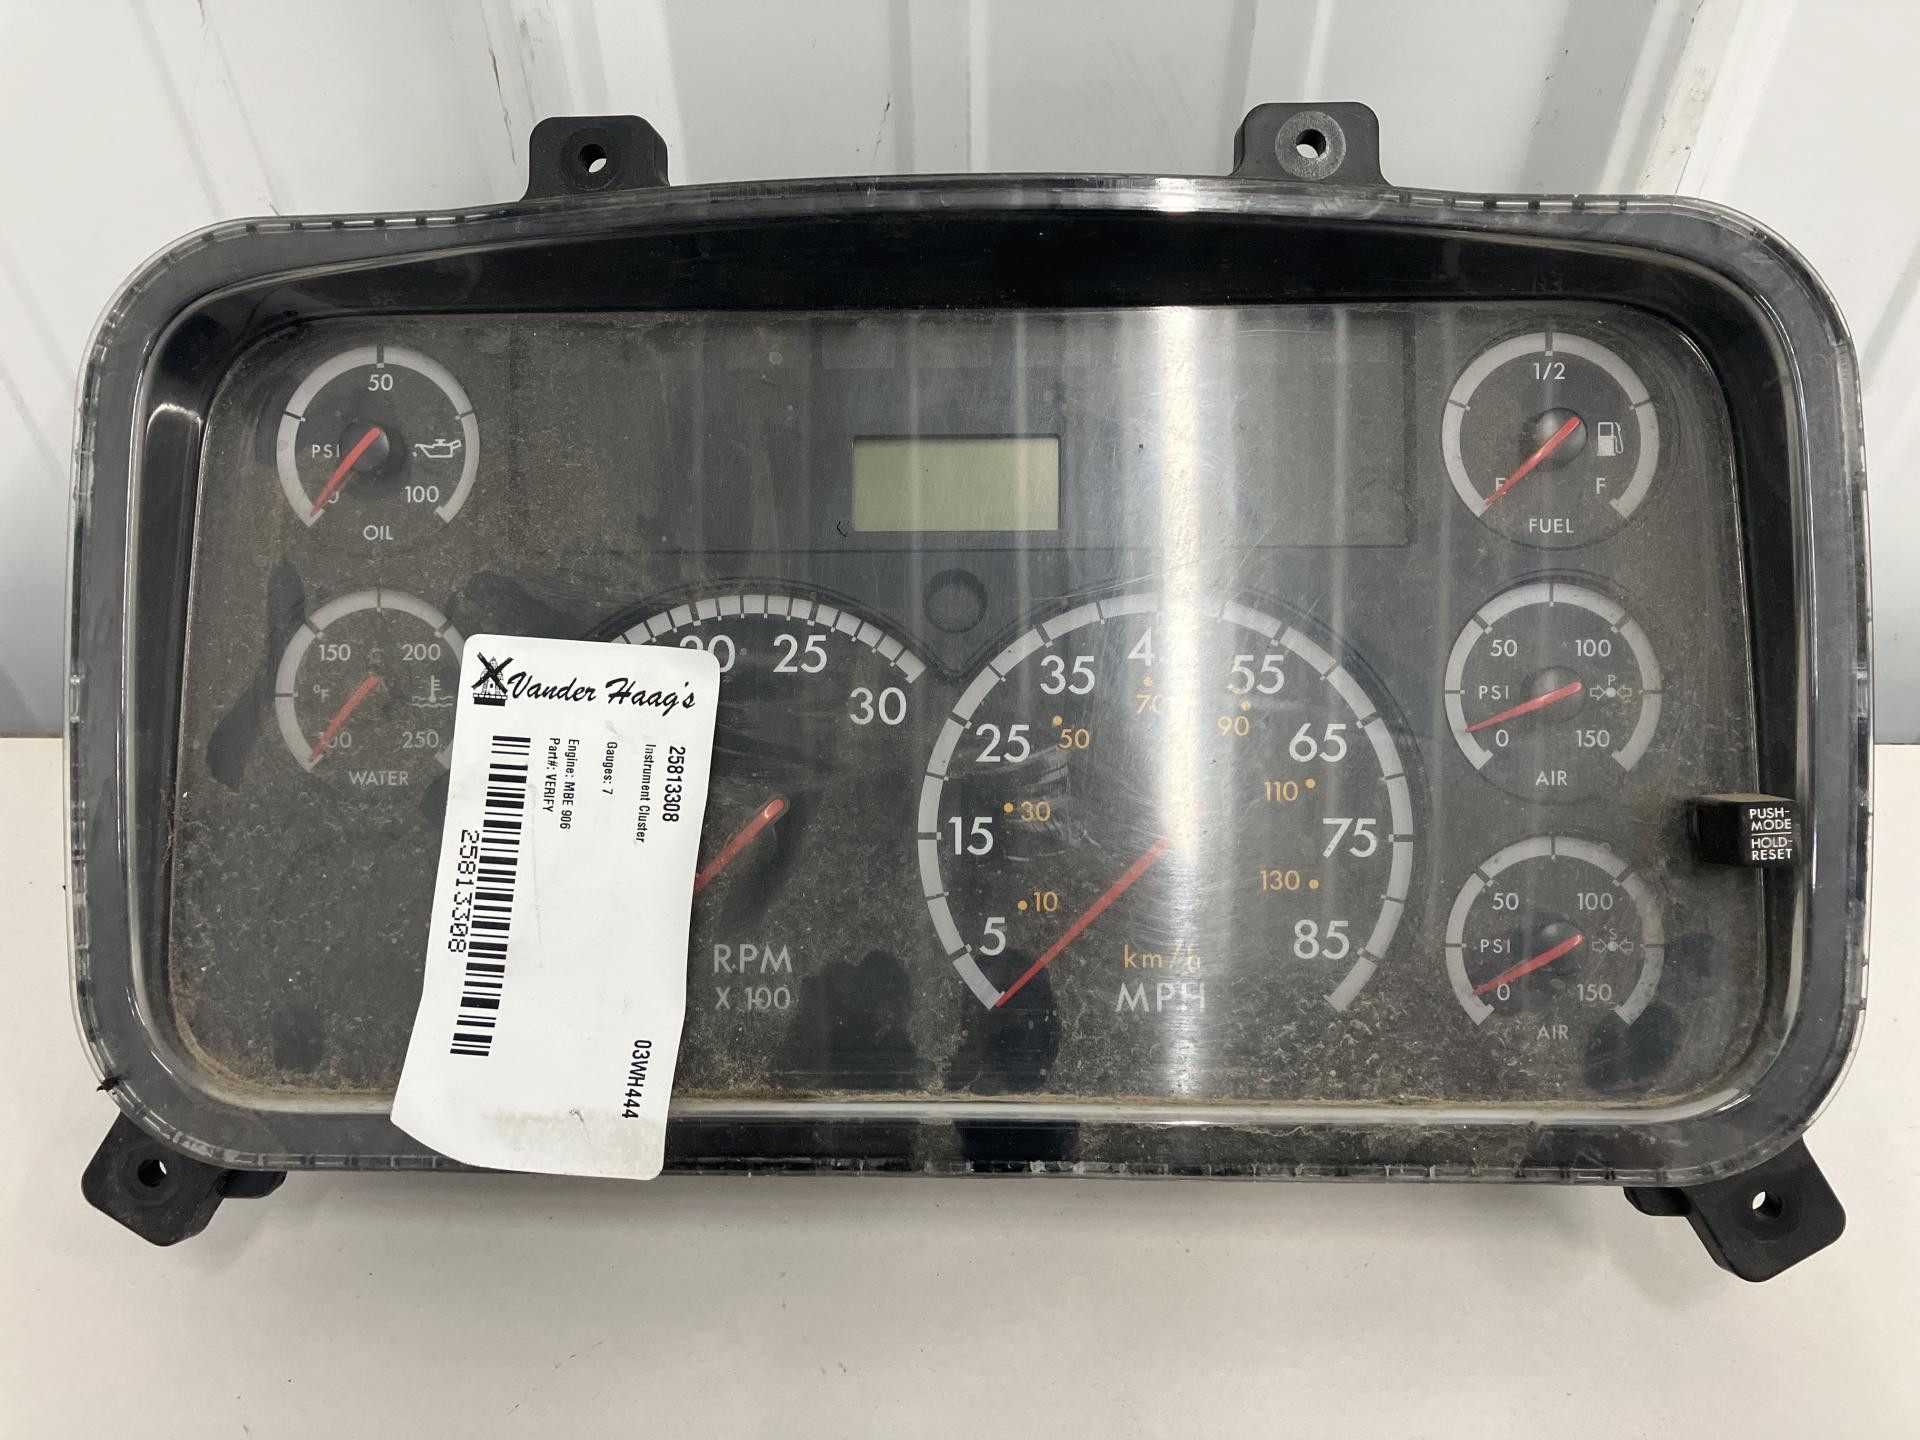 50
PSI
100
OIL
150 200
°F
100 250
WATER
25
30
RPM
X 100
5
15
25
35
55
65
75
85
10
30
50
70
90
110
130
km/h
MPH
1/2
F
FUEL
50 100
PSI P
0 150
AIR
PUSH-
MODE
HOLD-
RESET
50 100
PSI S
0 150
AIR
Vander Haag's
25813308
Instrument Cluster
Gauges: 7
Engine: MBE 906
Part#: VERIFY
25813308
03WH444